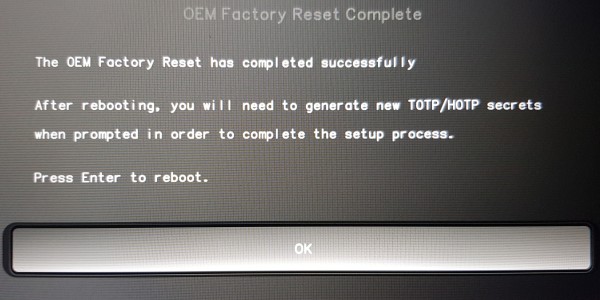 OEM Factory Reset Complete
The OEM Factory Reset has completed successfully
After rebooting, you will need to generate new TOTP/HOTP secrets
when prompted in order to complete the setup process.
Press Enter to reboot.
OK